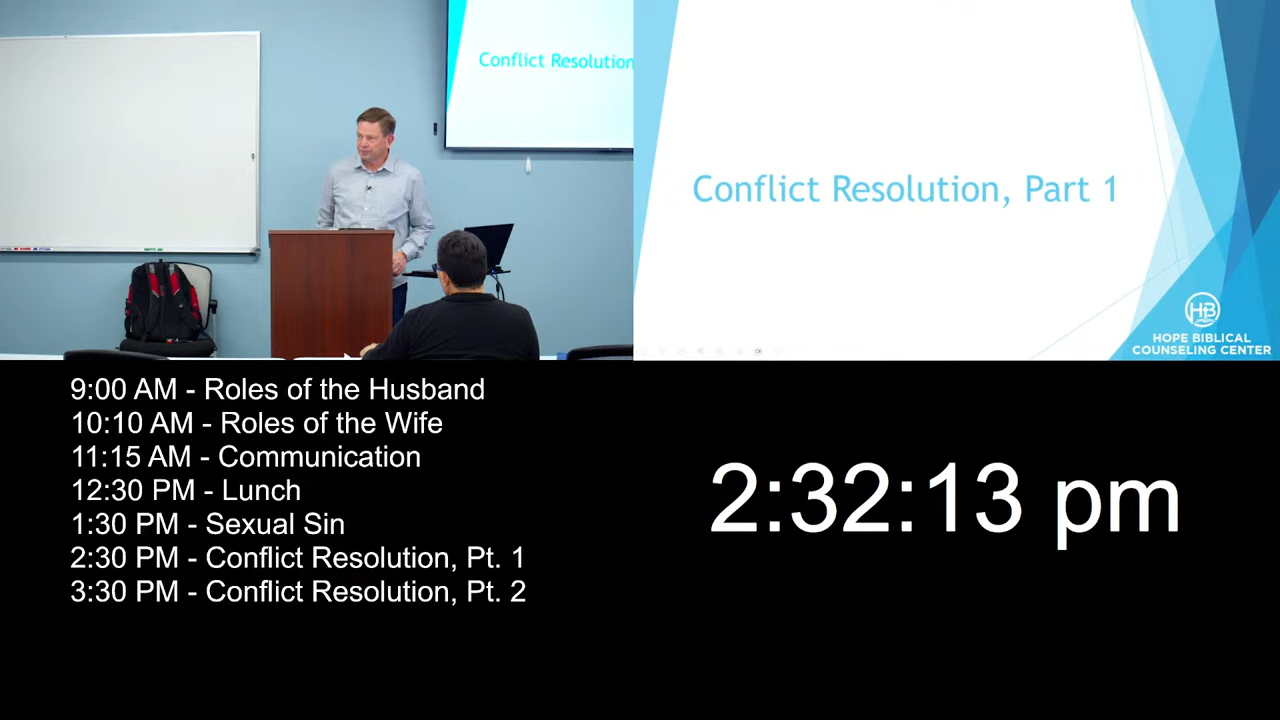 Conflict Resolution
Conflict Resolution, Part 1
HB
HOPE BIBLICAL
COUNSELING CENTER
9:00 AM - Roles of the Husband
10:10 AM - Roles of the Wife
11:15 AM - Communication
12:30 PM - Lunch
1:30 PM - Sexual Sin
2:30 PM - Conflict Resolution, Pt. 1
3:30 PM - Conflict Resolution, Pt. 2
2:32:13 pm